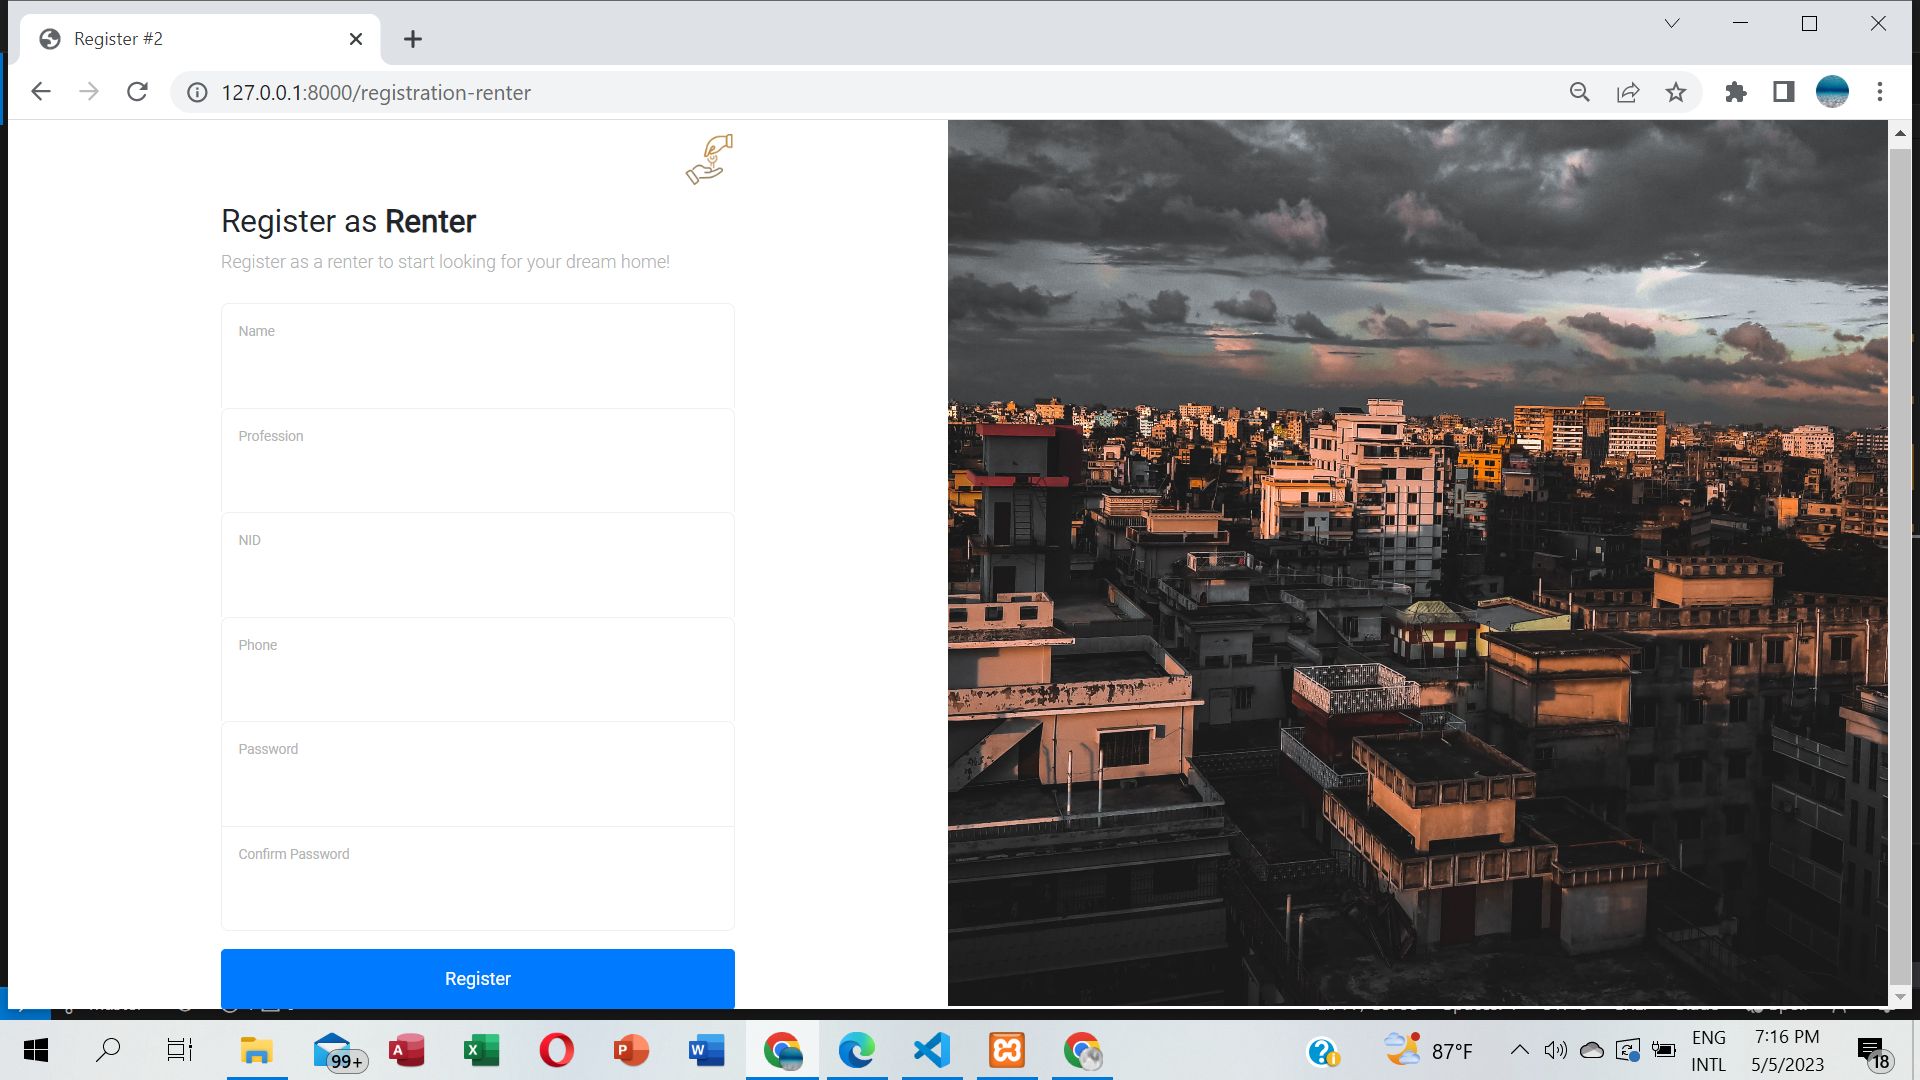 Register #2
127.0.0.1:8000/registration-renter
Register as Renter
Register as a renter to start looking for your dream home!
Name
Profession
NID
Phone
Password
Confirm Password
Register
99+
87°F
ENG
INTL
7:16 PM
5/5/2023
18